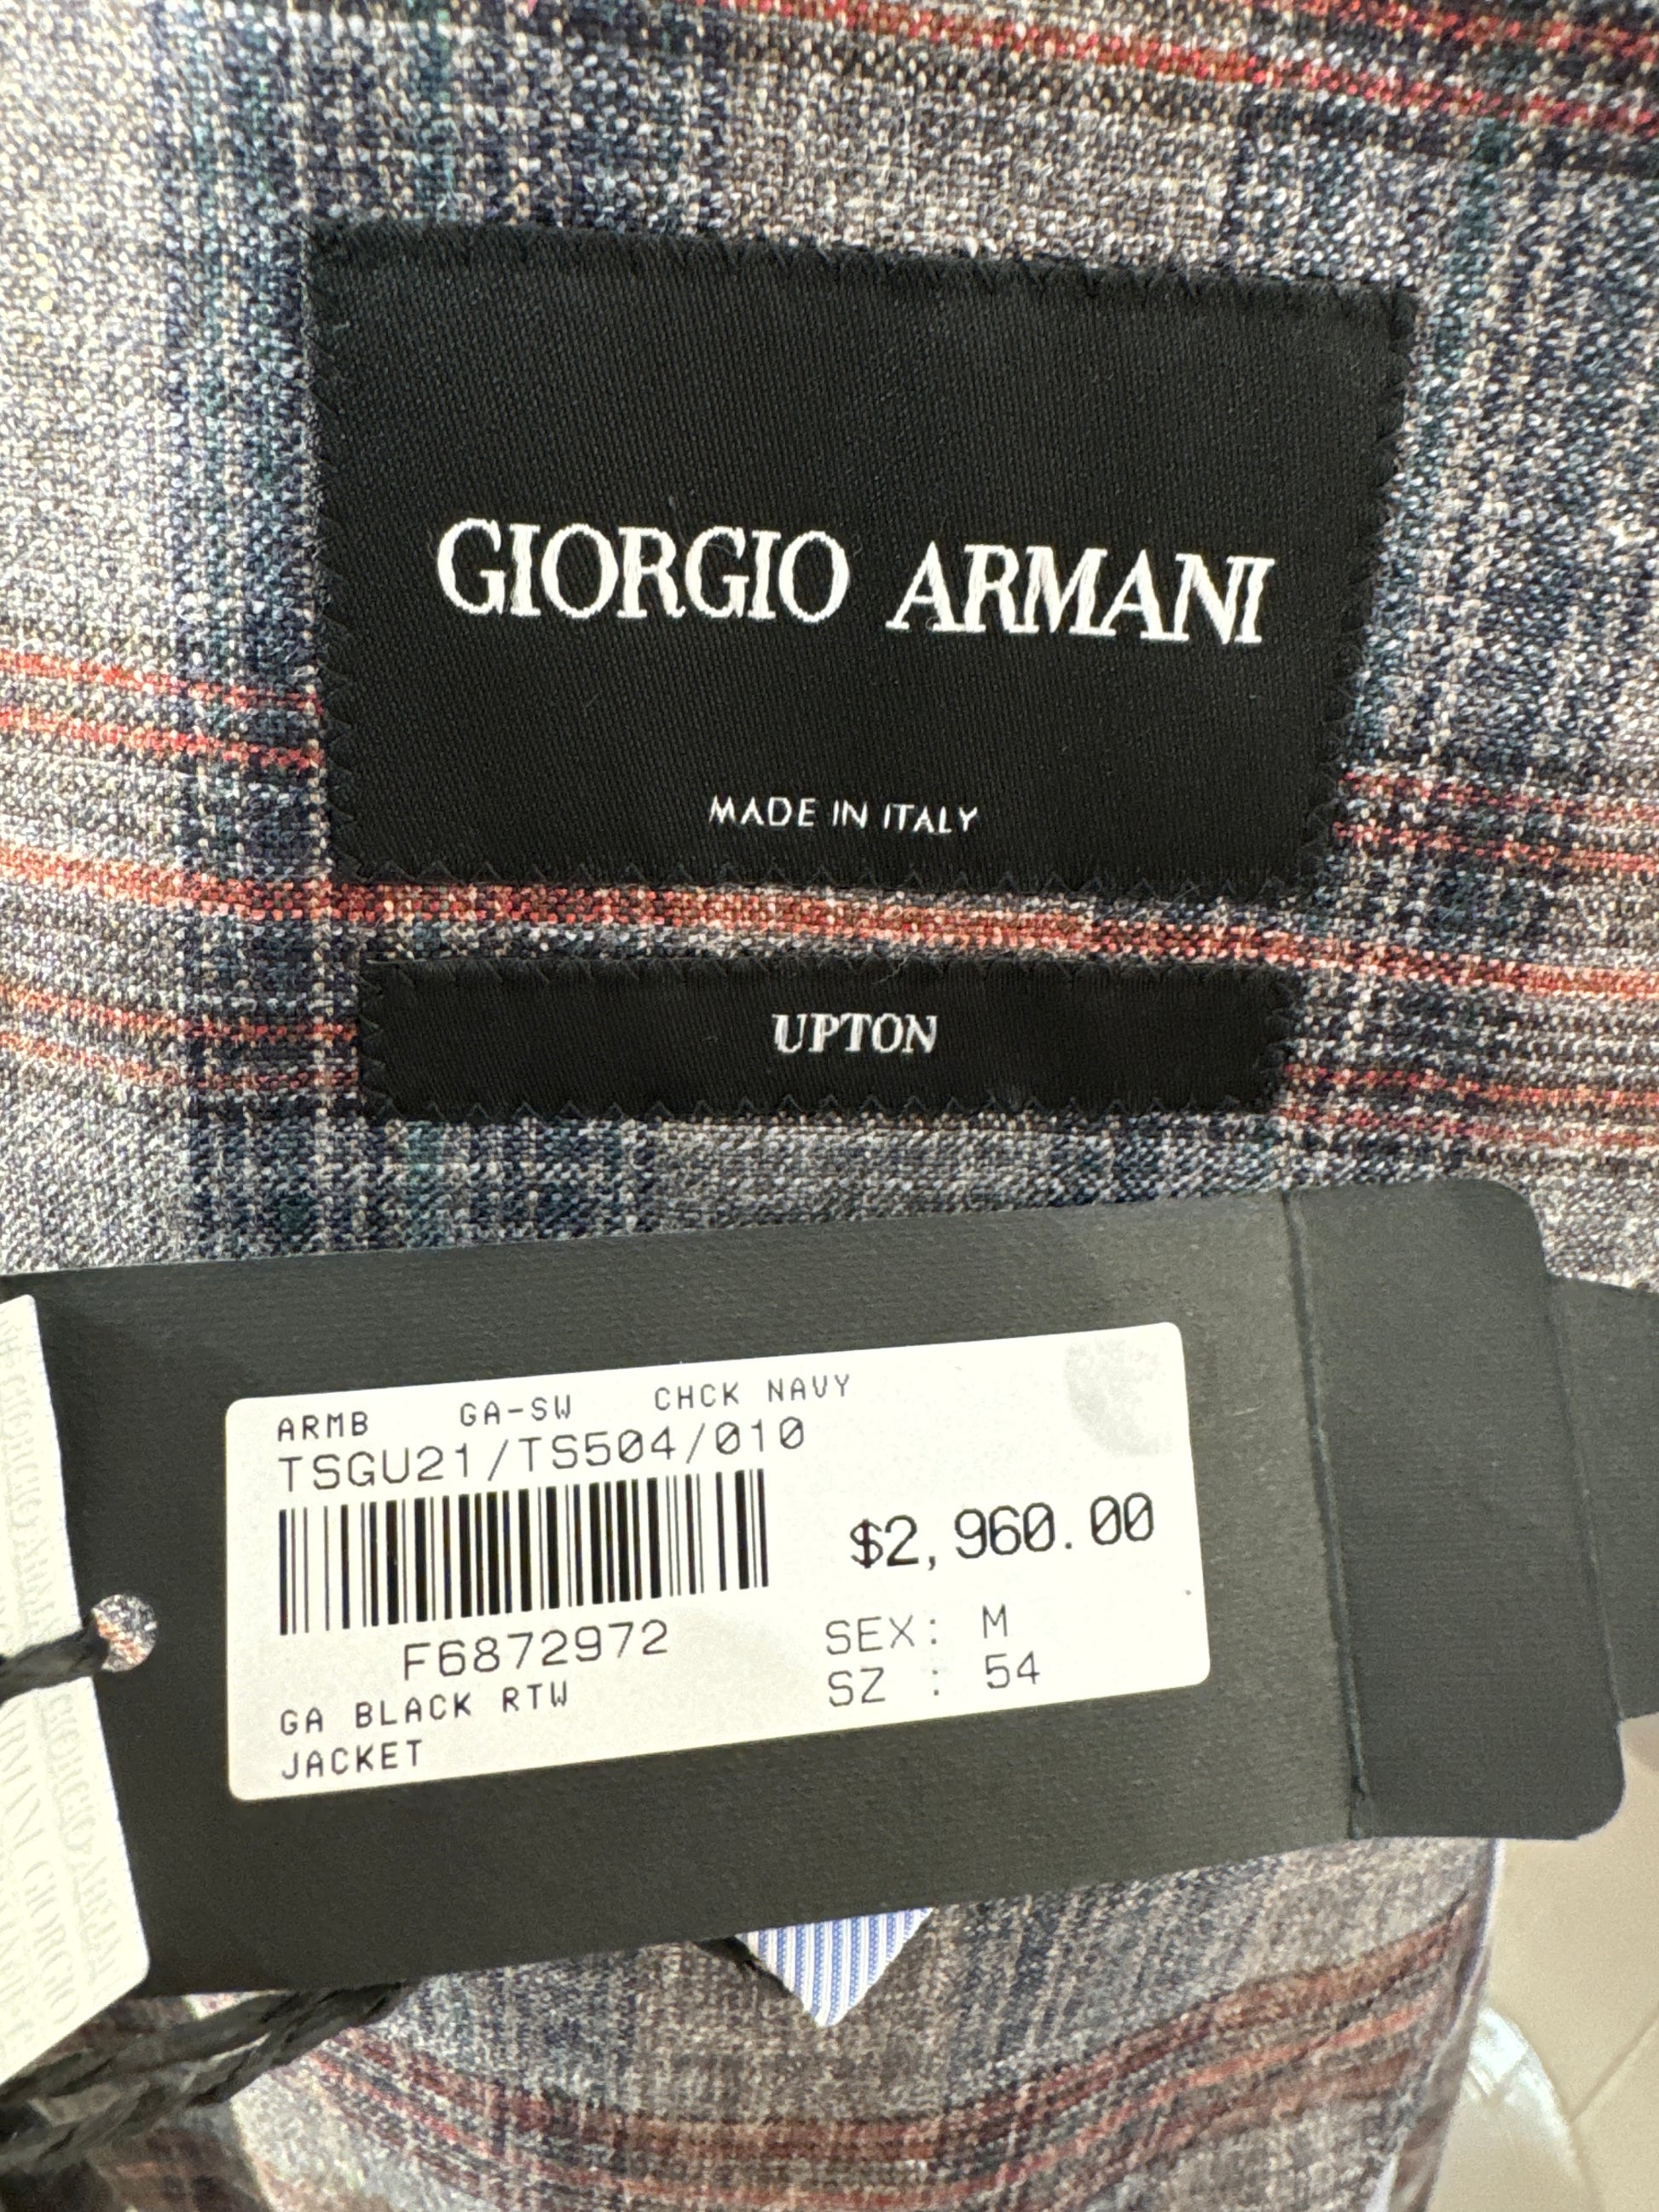 GIORGIO ARMANI
MADE IN ITALY
UPTON
ARMB GA-SW CHCK NAVY
TSGU21/TS504/010
$2,960.00
F6872972
SEX: M
SZ : 54
GA BLACK RTW
JACKET
GIORGIO